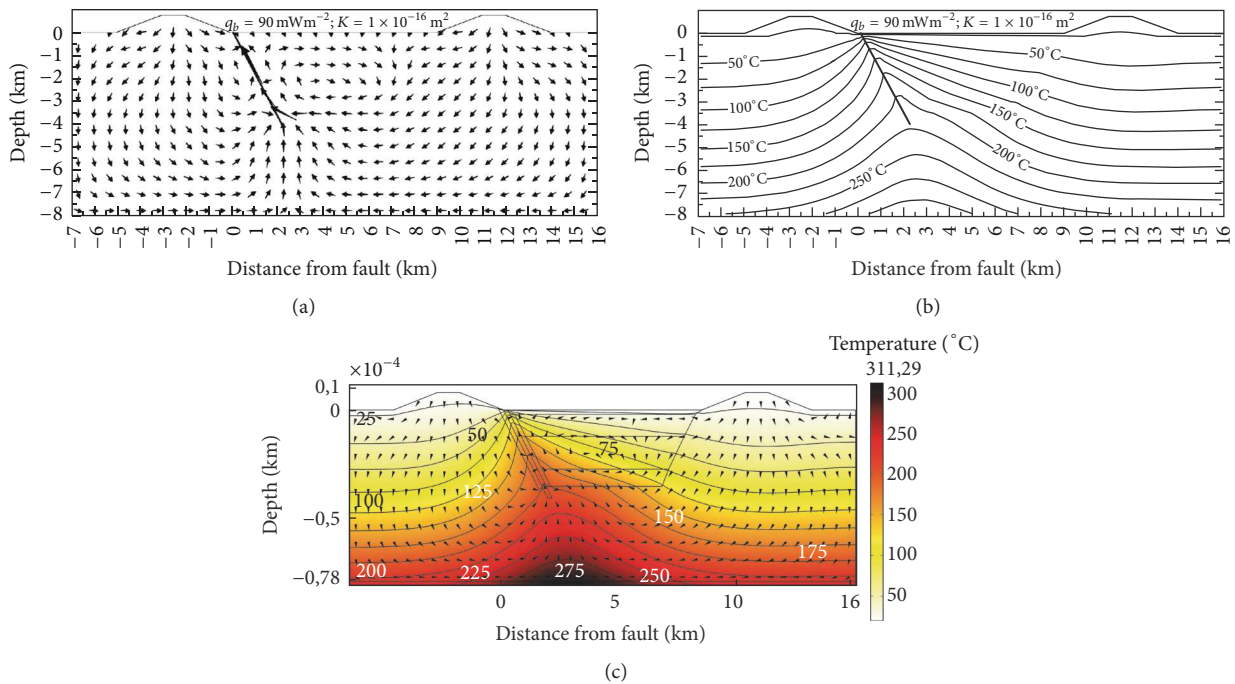 q_b = 90 mWm−2; K = 1 × 10−16 m2
0
−1
−2
−3
−4
−5
−6
−7
−8
Depth (km)
−7 −6 −5 −4 −3 −2 −1 0 1 2 3 4 5 6 7 8 9 10 11 12 13 14 15 16
Distance from fault (km)
(a)
q_b = 90 mWm−2; K = 1 × 10−16 m2
0
−1
−2
−3
−4
−5
−6
−7
−8
Depth (km)
50°C
100°C
150°C
200°C
250°C
50°C
100°C
150°C
200°C
−7 −6 −5 −4 −3 −2 −1 0 1 2 3 4 5 6 7 8 9 10 11 12 13 14 15 16
Distance from fault (km)
(b)
Temperature (°C)
×10−4
311,29
0,1
0
−0,5
−0,78
Depth (km)
25
50
75
100
125
150
175
200
225
275
250
300
250
200
150
100
50
0 5 10 16
Distance from fault (km)
(c)